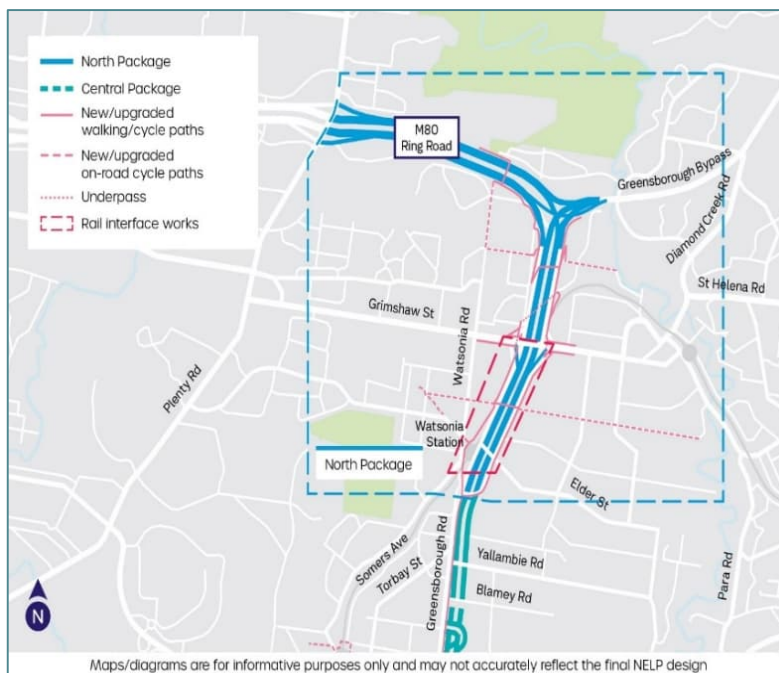 North Package
Central Package
New/upgraded
walking/cycle paths
New/upgraded
on-road cycle paths
Underpass
Rail interface works
M80
Ring Road
Greensborough Bypass
Diamond Creek Rd
St Helena Rd
Grimshaw St
Watsonia Rd
Plenty Rd
Watsonia
Station
North Package
Elder St
Somers Ave
Torbay St
Greensborough Rd
Yallambie Rd
Blamey Rd
Para Rd
N
Maps/diagrams are for informative purposes only and may not accurately reflect the final NELP design